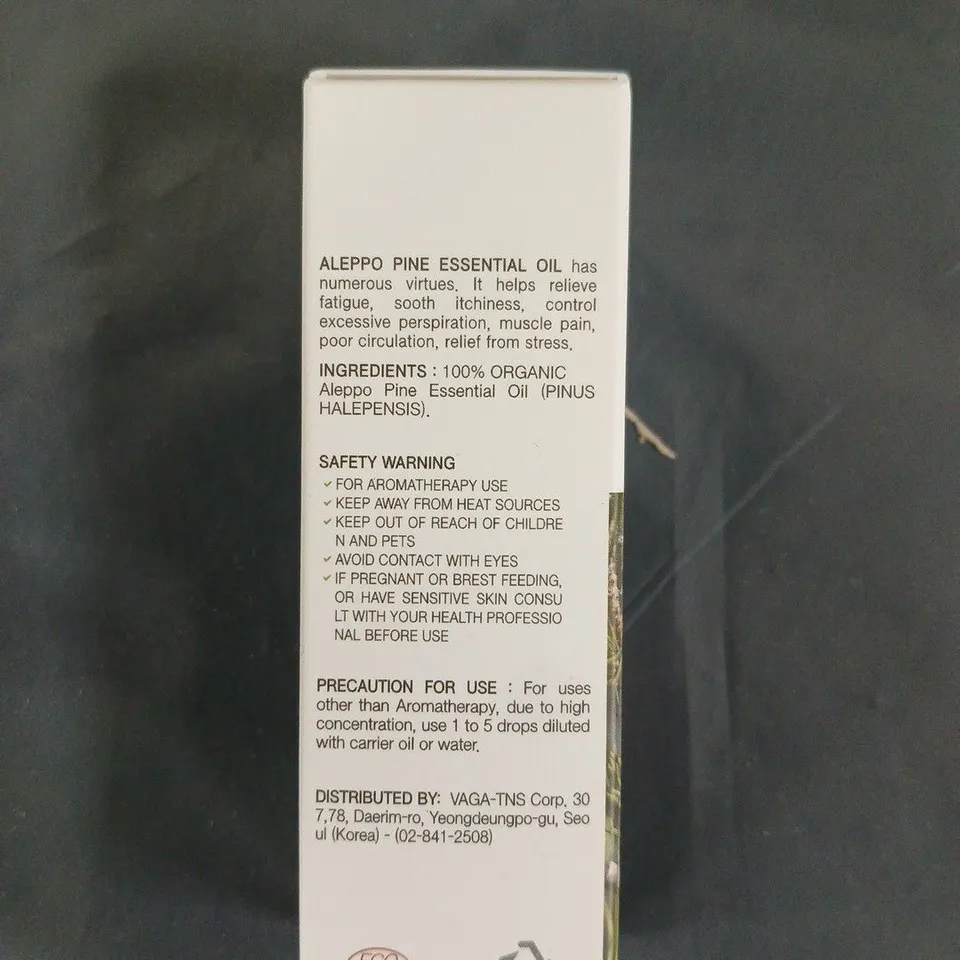 ALEPPO PINE ESSENTIAL OIL has
numerous virtues. It helps relieve
fatigue, sooth itchiness, control
excessive perspiration, muscle pain,
poor circulation, relief from stress.
INGREDIENTS : 100% ORGANIC
Aleppo Pine Essential Oil (PINUS
HALEPENSIS).
SAFETY WARNING
✓ FOR AROMATHERAPY USE
✓ KEEP AWAY FROM HEAT SOURCES
✓ KEEP OUT OF REACH OF CHILDRE
N AND PETS
✓ AVOID CONTACT WITH EYES
✓ IF PREGNANT OR BREST FEEDING,
OR HAVE SENSITIVE SKIN CONSU
LT WITH YOUR HEALTH PROFESSIO
NAL BEFORE USE
PRECAUTION FOR USE : For uses
other than Aromatherapy, due to high
concentration, use 1 to 5 drops diluted
with carrier oil or water.
DISTRIBUTED BY: VAGA-TNS Corp, 30
7,78, Daerim-ro, Yeongdeungpo-gu, Seo
ul (Korea) - (02-841-2508)
ECO